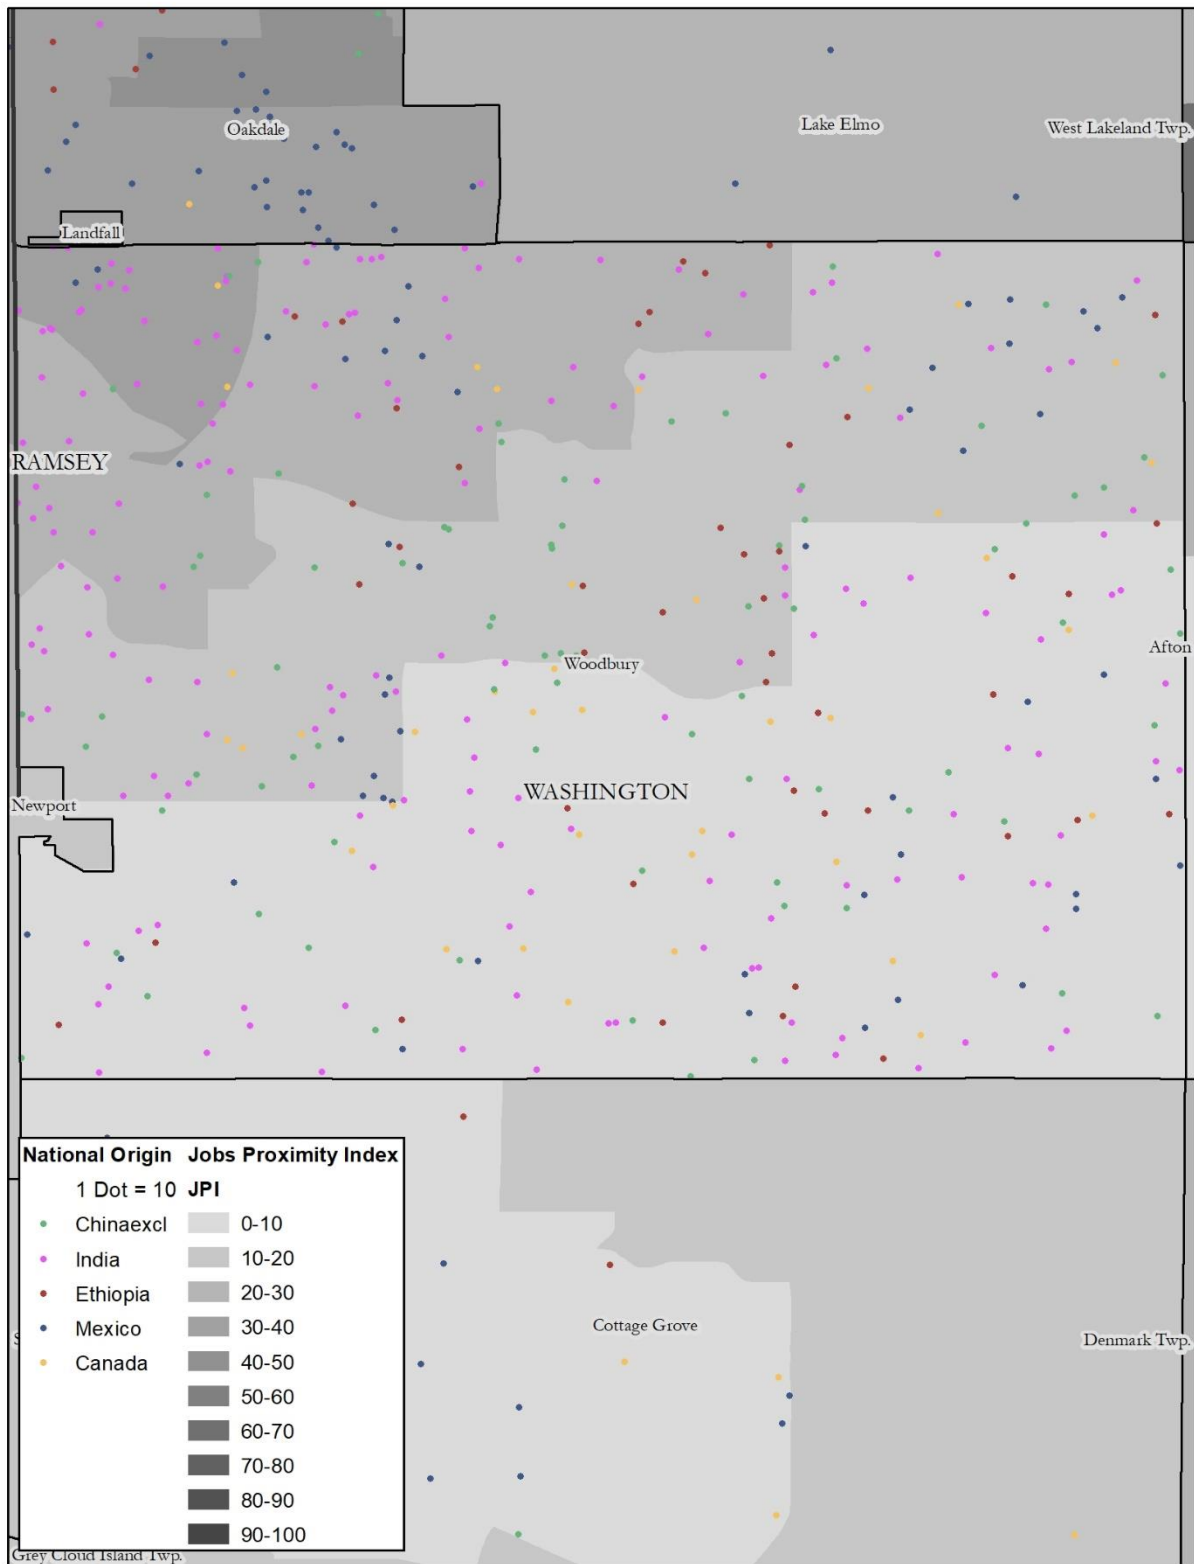 Oakdale
Lake Elmo
West Lakeland Twp.
Landfall
RAMSEY
Afton
Woodbury
WASHINGTON
Newport
National Origin Jobs Proximity Index
1 Dot = 10 JPI
Chinaexcl 0-10
India 10-20
Ethiopia 20-30
Mexico 30-40
Canada 40-50
50-60
60-70
70-80
80-90
90-100
Cottage Grove
Denmark Twp.
Grey Cloud Island Twp.